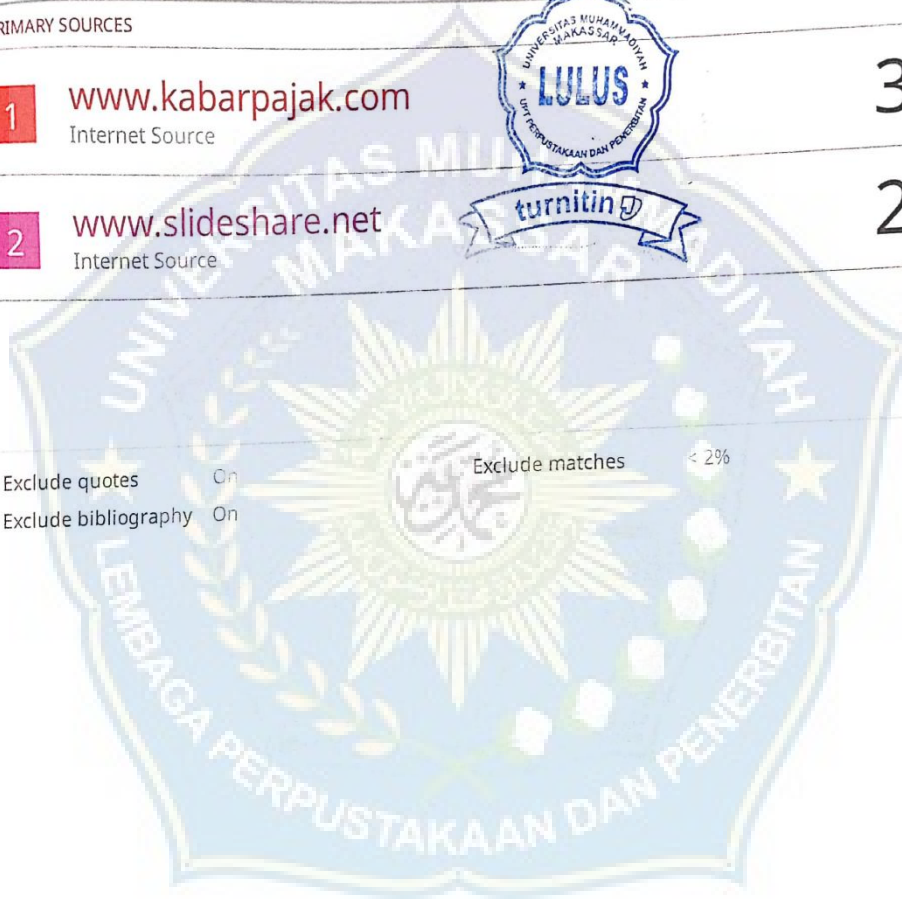 RIMARY SOURCES
1 www.kabarpajak.com 3
Internet Source
UNIVERSITAS MUHAMMADIYAH MAKASSAR
LULUS
UPT PERPUSTAKAAN DAN PENERBITAN
turnitin
2 www.slideshare.net 2
Internet Source
Exclude quotes On
Exclude bibliography On
Exclude matches < 2%
MAKASSAR
LEMBAGA PERPUSTAKAAN DAN PENERBITAN